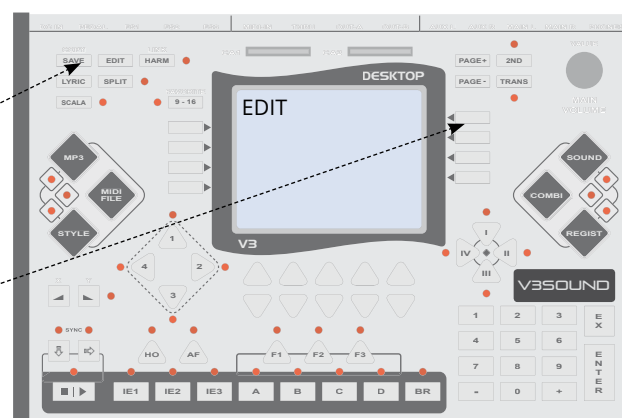 SAVE EDIT HARM
LYRIC SPLIT
SCALA
9 - 16
PAGE+ 2ND
PAGE- TRANS
DESKTOP
EDIT
V3
MP3
MIDI
FILE
STYLE
1
4 2
3
SOUND
COMBI
REGIST
I
IV II
III
V3SOUND
SYNC
HO AF
F1 F2 F3
IE1 IE2 IE3 A B C D BR
1 2 3
4 5 6
7 8 9
- 0 +
EX
ENTER